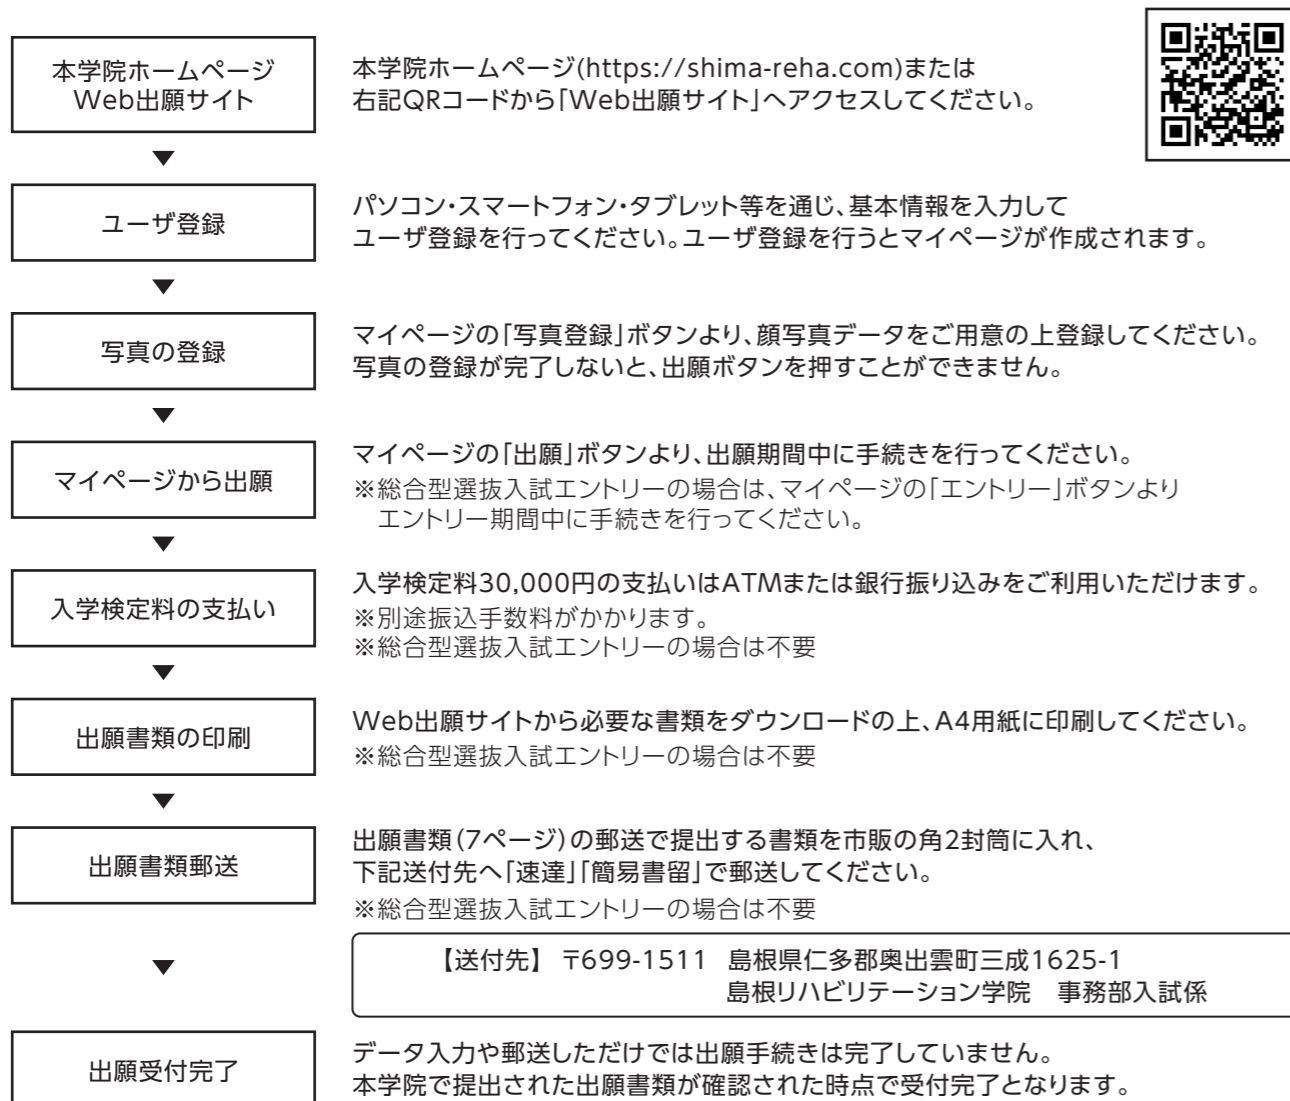 本学院ホームページ
Web出願サイト
本学院ホームページ(https://shima-reha.com)または
右記QRコードから「Web出願サイト」へアクセスしてください。
▼
ユーザ登録
パソコン・スマートフォン・タブレット等を通じ、基本情報を入力して
ユーザ登録を行ってください。ユーザ登録を行うとマイページが作成されます。
▼
写真の登録
マイページの「写真登録」ボタンより、顔写真データをご用意の上登録してください。
写真の登録が完了しないと、出願ボタンを押すことができません。
▼
マイページから出願
マイページの「出願」ボタンより、出願期間中に手続きを行ってください。
※総合型選抜入試エントリーの場合は、マイページの「エントリー」ボタンより
エントリー期間中に手続きを行ってください。
▼
入学検定料の支払い
入学検定料30,000円の支払いはATMまたは銀行振り込みをご利用いただけます。
※別途振込手数料がかかります。
※総合型選抜入試エントリーの場合は不要
▼
出願書類の印刷
Web出願サイトから必要な書類をダウンロードの上、A4用紙に印刷してください。
※総合型選抜入試エントリーの場合は不要
▼
出願書類郵送
出願書類(7ページ)の郵送で提出する書類を市販の角2封筒に入れ、
下記送付先へ「速達」「簡易書留」で郵送してください。
※総合型選抜入試エントリーの場合は不要
【送付先】 〒699-1511 島根県仁多郡奥出雲町三成1625-1
島根リハビリテーション学院 事務部入試係
▼
出願受付完了
データ入力や郵送しただけでは出願手続きは完了していません。
本学院で提出された出願書類が確認された時点で受付完了となります。